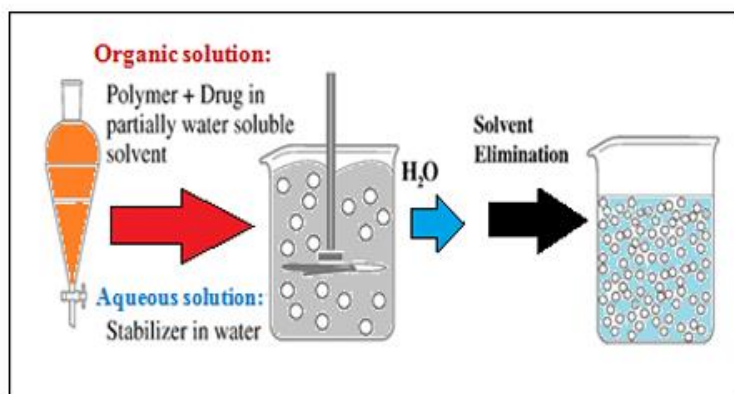 Organic solution:
Polymer + Drug in
partially water soluble
solvent
Aqueous solution:
Stabilizer in water
H₂O
Solvent
Elimination